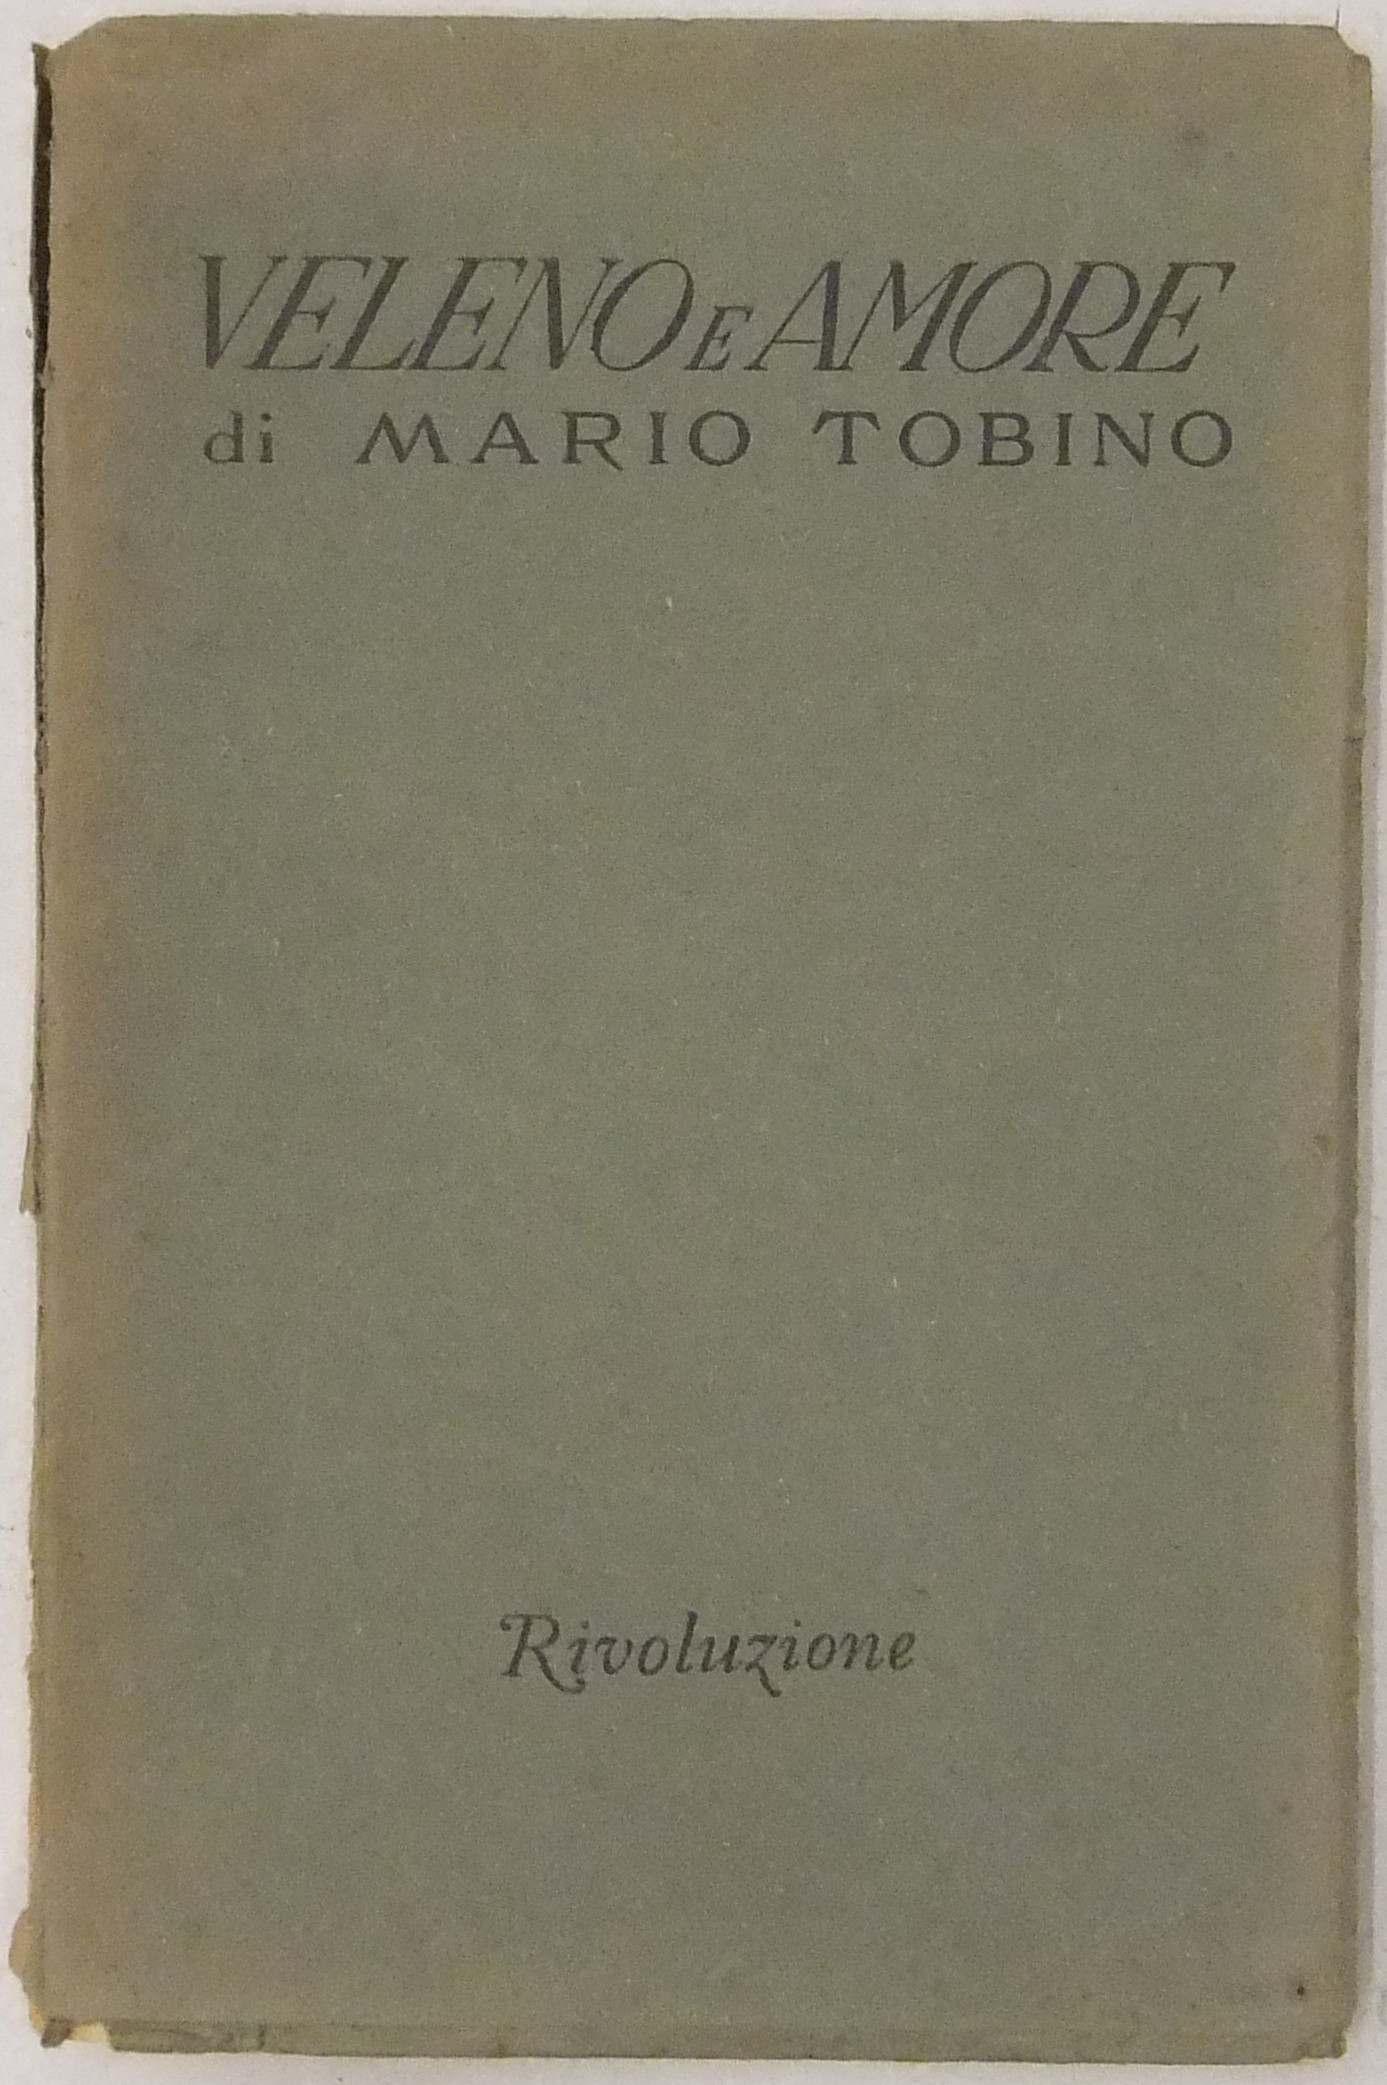 VELENO E AMORE
di MARIO TOBINO
Rivoluzione